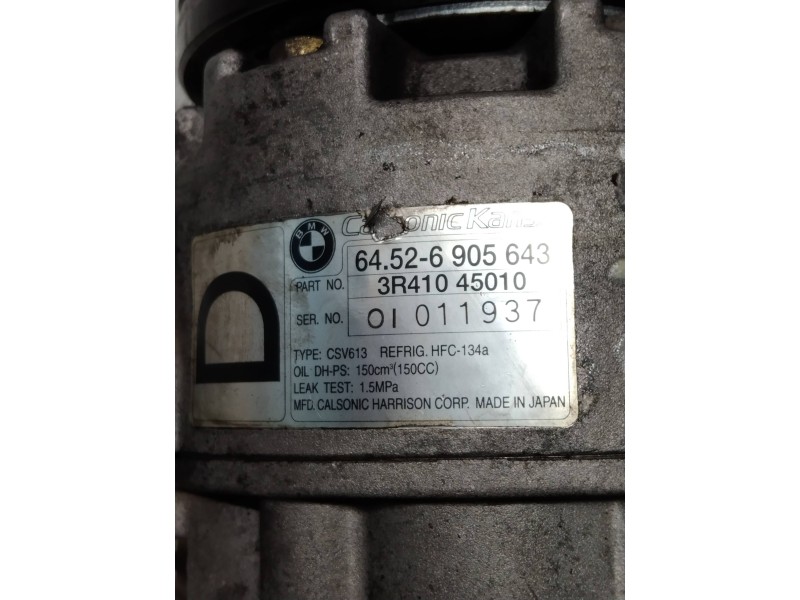 BMW Calsonic
64.52-6 905 643
PART NO. 3R410 45010
SER. NO. OI 011937
D
TYPE: CSV613 REFRIG. HFC-134a
OIL DH-PS: 150cm³(150CC)
LEAK TEST: 1.5MPa
MFD. CALSONIC HARRISON CORP. MADE IN JAPAN